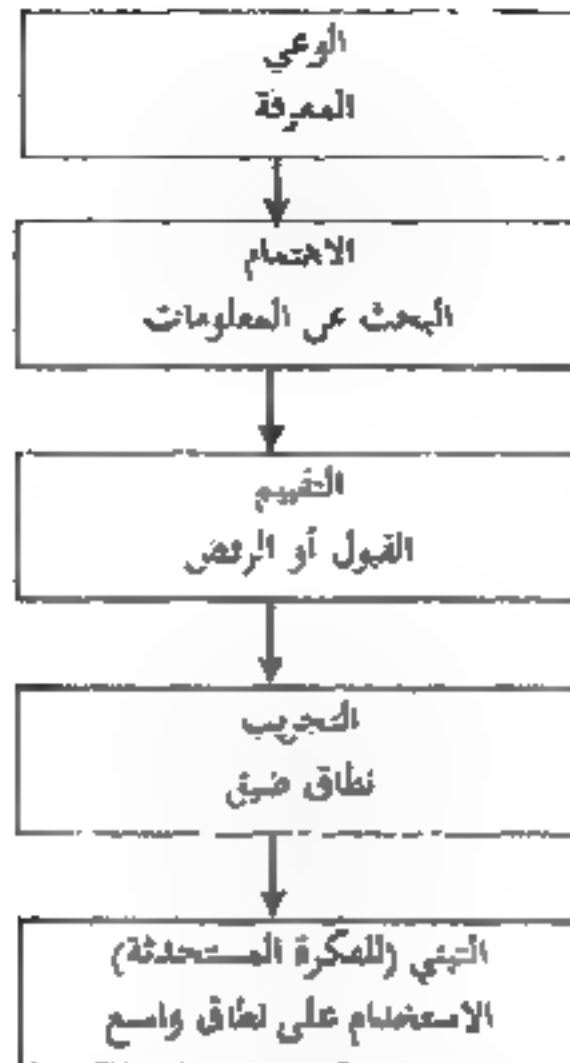 الوعي
المعرفة
الاهتمام
البحث عن المعلومات
التقييم
القبول أو الرفض
التجريب
نطاق ضيق
التبني (للفكرة المستحدثة)
الاستخدام على نطاق واسع